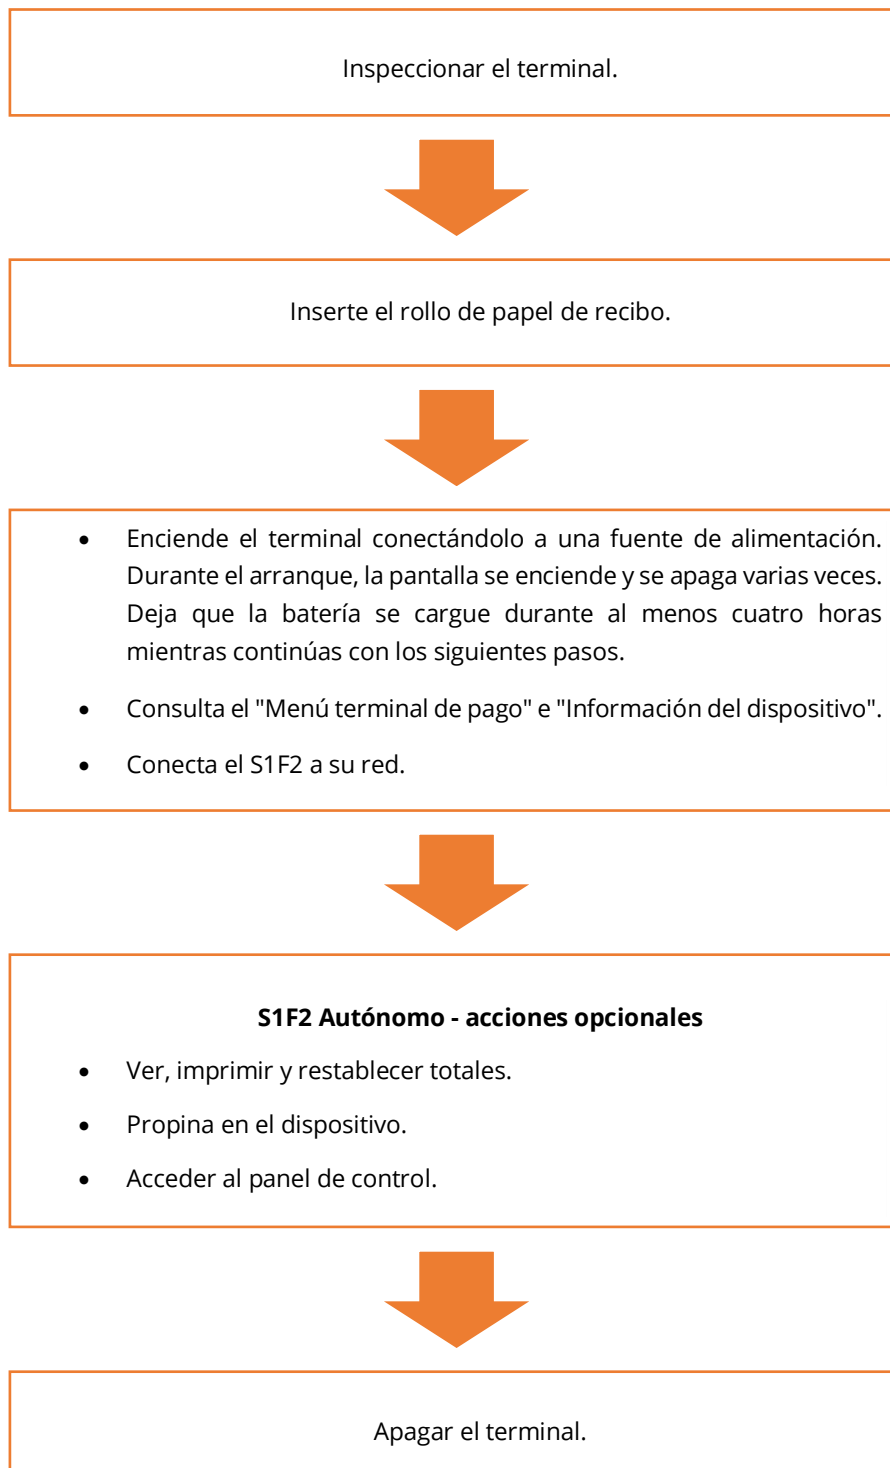 Inspeccionar el terminal.
Inserte el rollo de papel de recibo.
• Enciende el terminal conectándolo a una fuente de alimentación.
Durante el arranque, la pantalla se enciende y se apaga varias veces.
Deja que la batería se cargue durante al menos cuatro horas
mientras continúas con los siguientes pasos.
• Consulta el "Menú terminal de pago" e "Información del dispositivo".
• Conecta el S1F2 a su red.
S1F2 Autónomo - acciones opcionales
• Ver, imprimir y restablecer totales.
• Propina en el dispositivo.
• Acceder al panel de control.
Apagar el terminal.